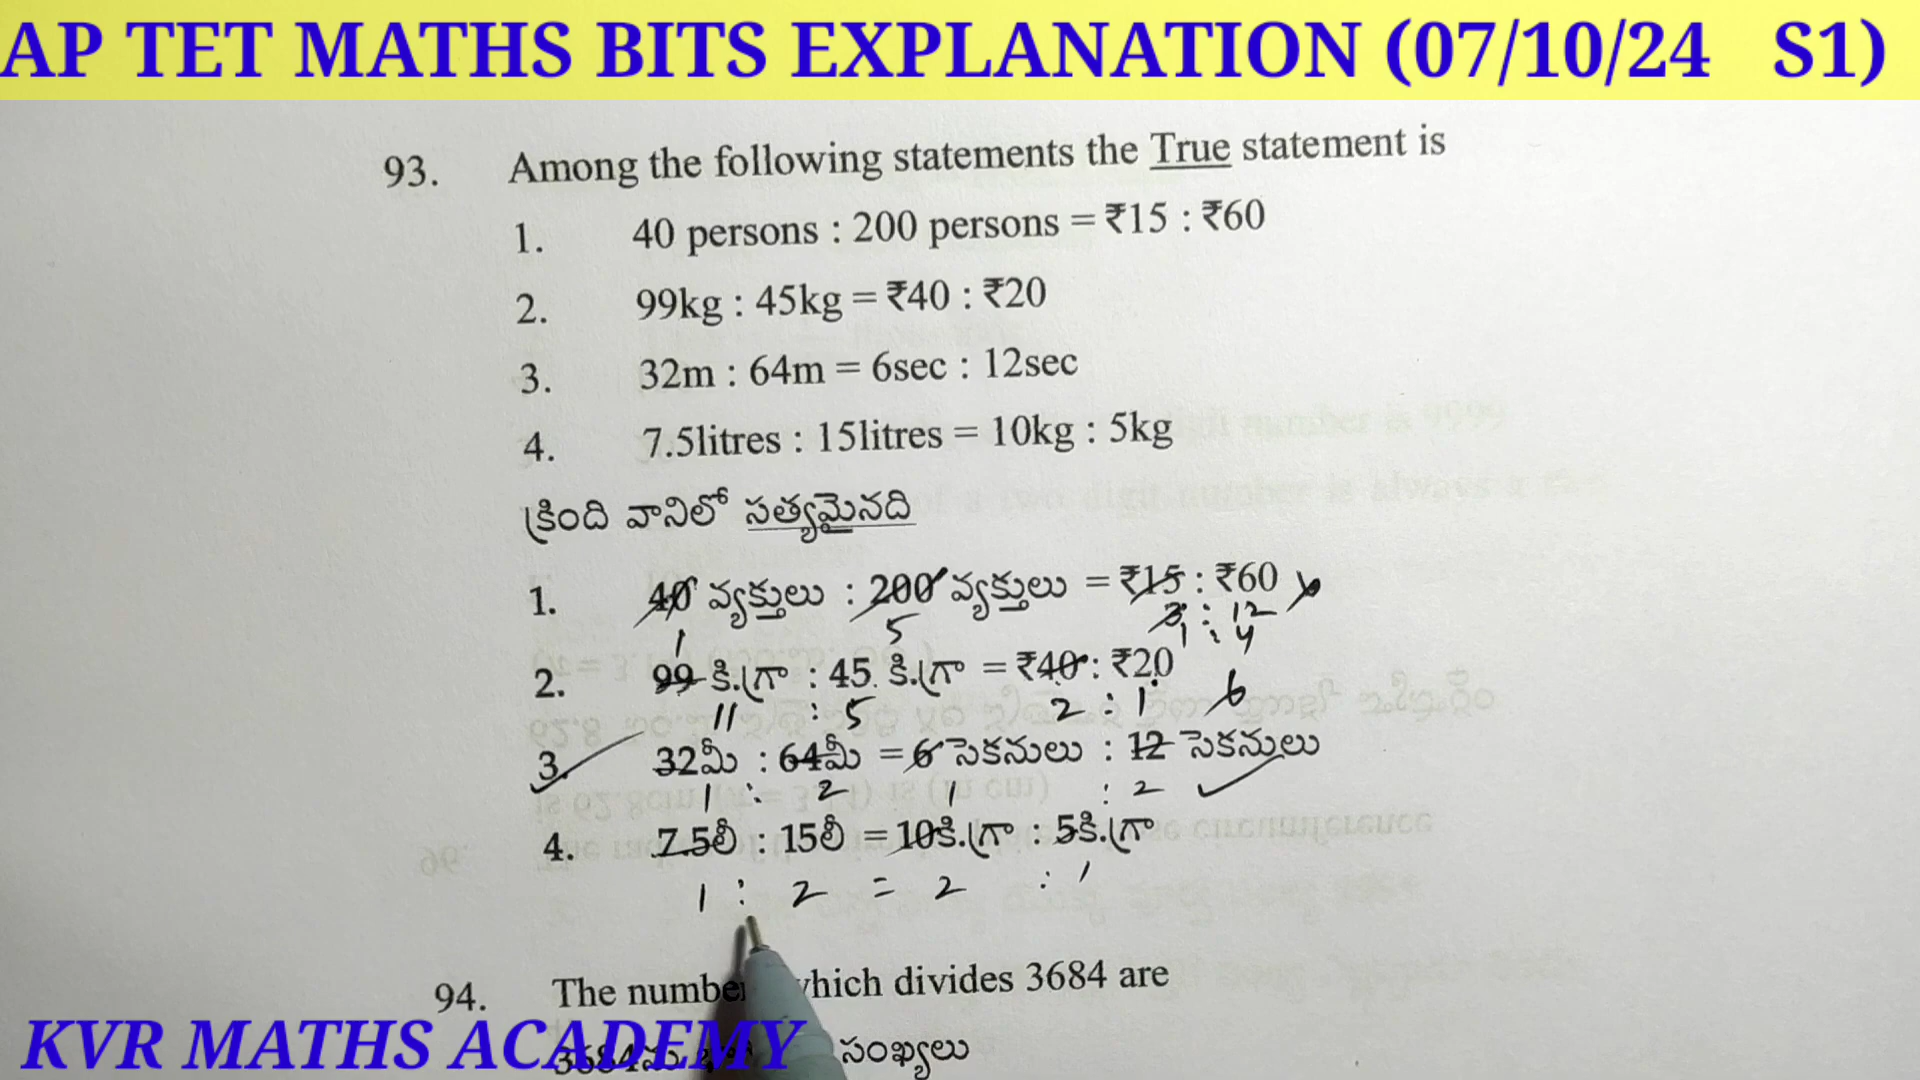 AP TET MATHS BITS EXPLANATION (07/10/24 S1)
93. Among the following statements the True statement is
1. 40 persons : 200 persons = ₹15 : ₹60
2. 99kg : 45kg = ₹40 : ₹20
3. 32m : 64m = 6sec : 12sec
4. 7.5litres : 15litres = 10kg : 5kg
క్రింది వానిలో సత్యమైనది
1. 40 వ్యక్తులు : 200 వ్యక్తులు = ₹15 : ₹60
3 : 12
1 5 1 : 4
2. 99 కి.గ్రా : 45 కి.గ్రా = ₹40 : ₹20
11 : 5 2 : 1
3. 32మీ : 64మీ = 6 సెకనులు : 12 సెకనులు
1 : 2 1 : 2
4. 7.5లీ : 15లీ = 10కి.గ్రా : 5కి.గ్రా
1 : 2 = 2 : 1
94. The which divides 3684 are
3684ను సంఖ్యలు
KVR MATHS ACADEMY